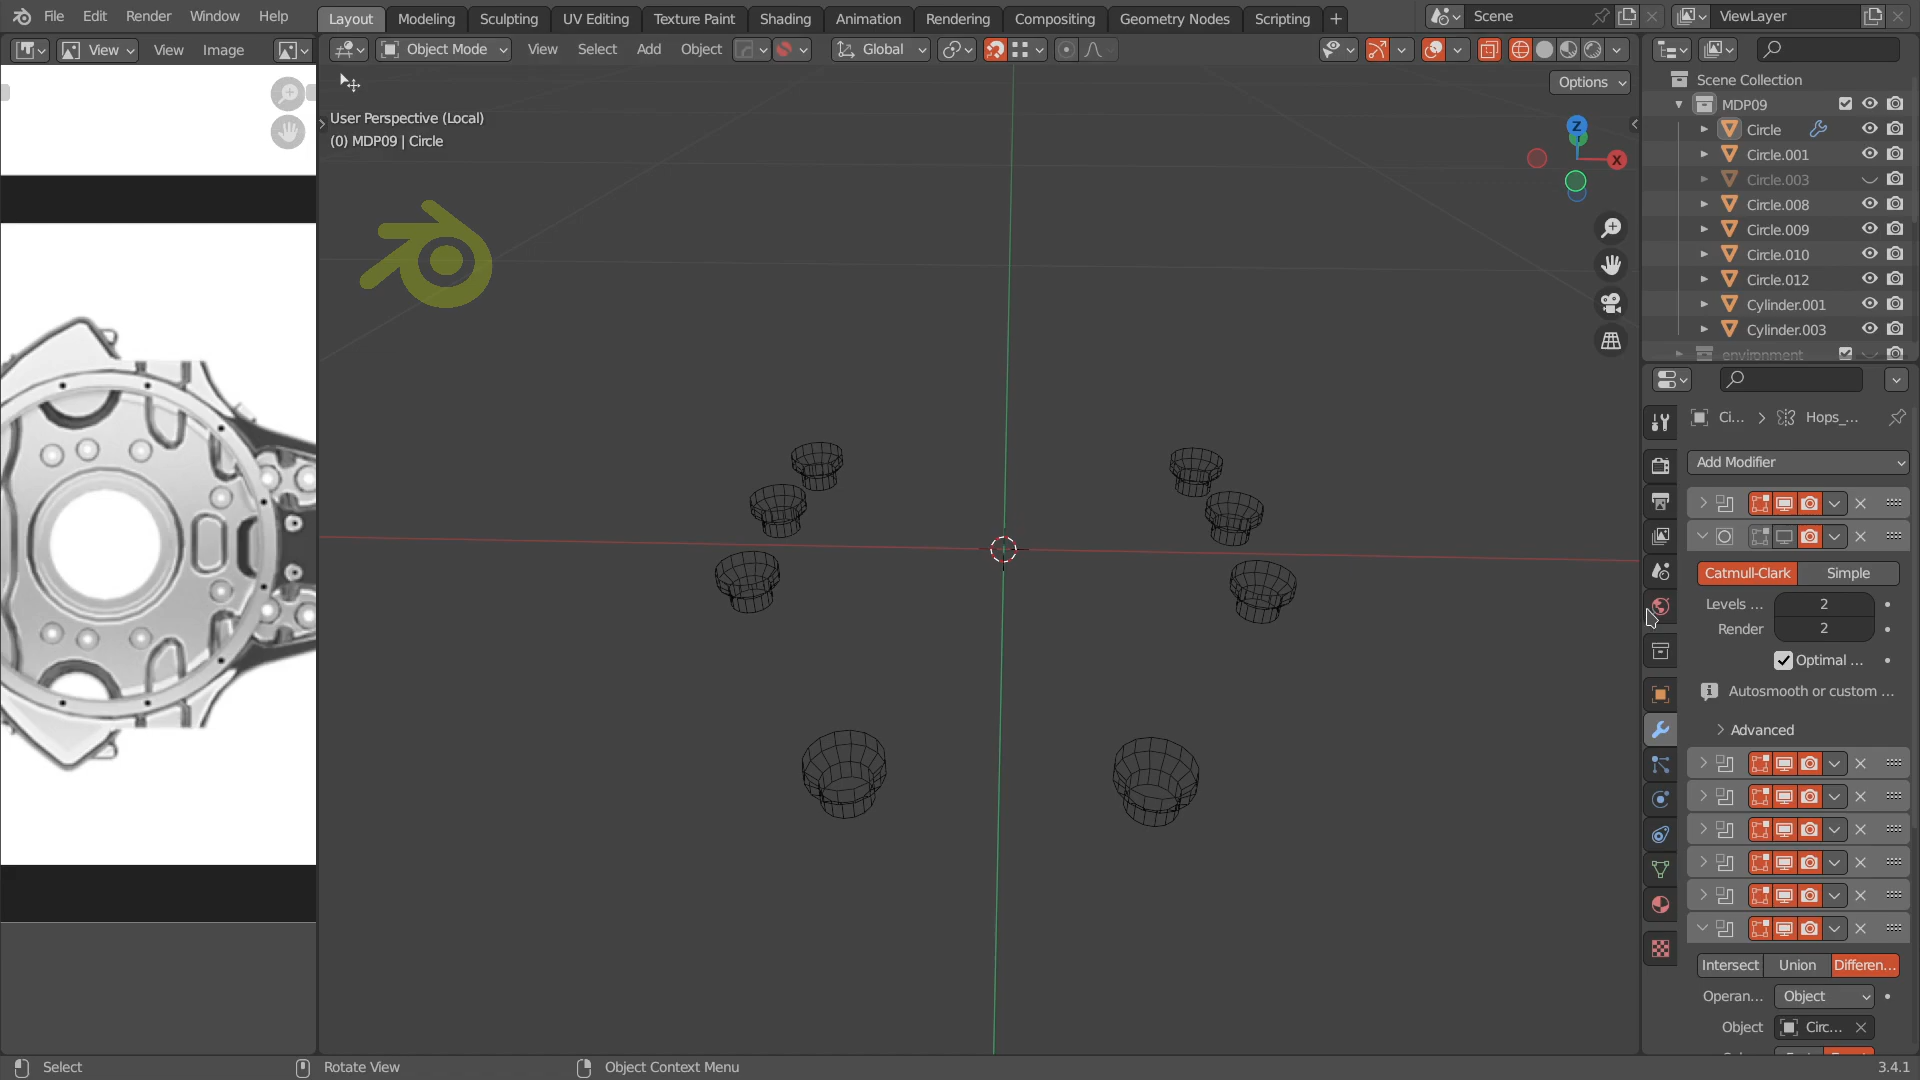 File Edit Render Window Help
Layout Modeling Sculpting UV Editing Texture Paint Shading Animation Rendering Compositing Geometry Nodes Scripting +
Scene
ViewLayer
View View Image
Object Mode View Select Add Object Global
Options
User Perspective (Local)
(0) MDP09 | Circle
Z
X
Scene Collection
MDP09
Circle
Circle.001
Circle.003
Circle.008
Circle.009
Circle.010
Circle.012
Cylinder.001
Cylinder.003
environment
Ci... Hops_...
Add Modifier
Catmull-Clark Simple
Levels ... 2
Render 2
Optimal ...
Autosmooth or custom ...
Advanced
Intersect Union Differen...
Operan... Object
Object Circ...
Select Rotate View Object Context Menu 3.4.1